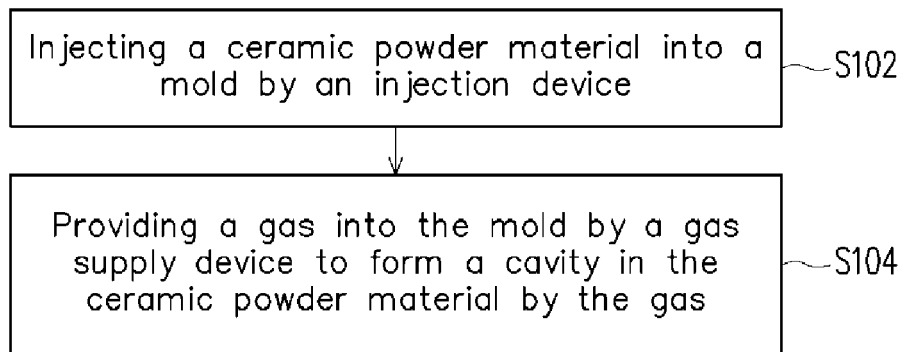 Injecting a ceramic powder material into a
mold by an injection device
S102
Providing a gas into the mold by a gas
supply device to form a cavity in the
ceramic powder material by the gas
S104